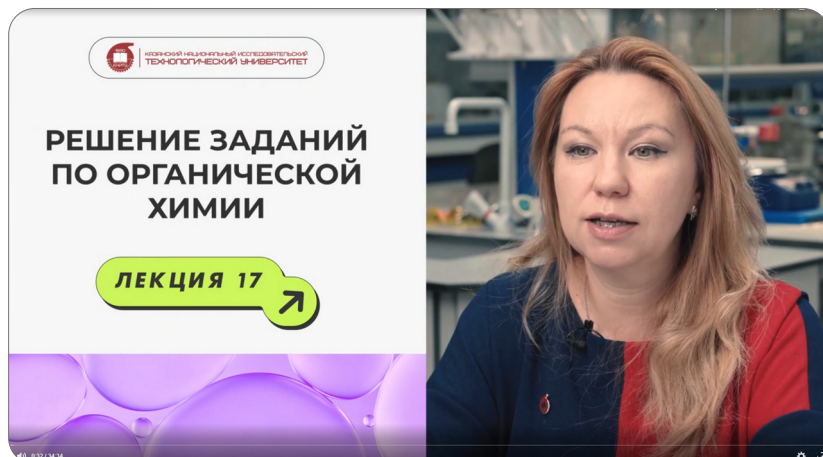 КАЗАНСКИЙ НАЦИОНАЛЬНЫЙ ИССЛЕДОВАТЕЛЬСКИЙ
ТЕХНОЛОГИЧЕСКИЙ УНИВЕРСИТЕТ
РЕШЕНИЕ ЗАДАНИЙ
ПО ОРГАНИЧЕСКОЙ
ХИМИИ
ЛЕКЦИЯ 17